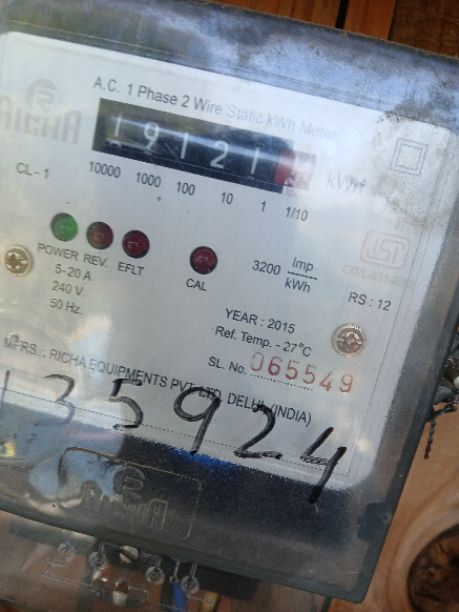 A.C. 1 Phase 2 Wire Static kWh Meter
RICHA
19121
kWh
CL - 1
10000 1000 100 10 1 1/10
POWER REV. EFLT
CAL
3200 Imp
kWh
5-20 A
240 V.
50 Hz.
RS : 12
YEAR : 2015
Ref. Temp. - 27°C
SL. No. 065549
MFRS. : RICHA EQUIPMENTS PVT. LTD. DELHI (INDIA)
135924
RICHA